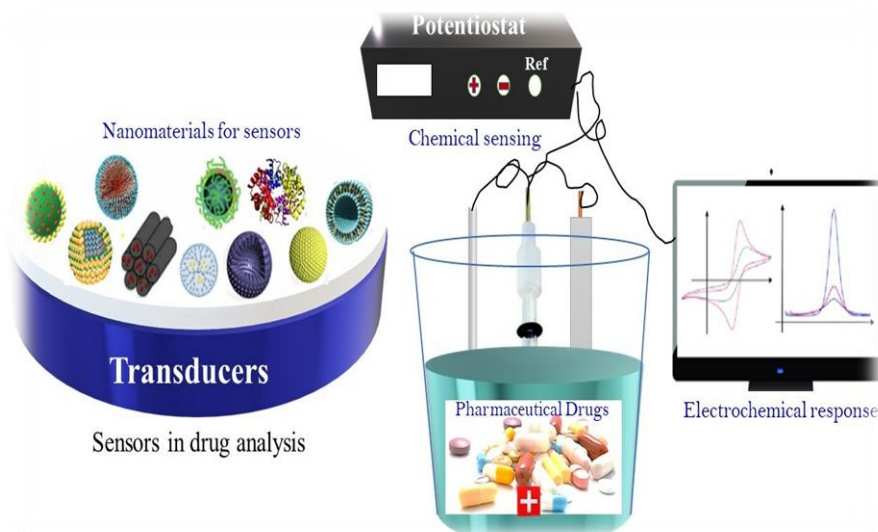 Potentiostat
Ref
Nanomaterials for sensors
Chemical sensing
Transducers
Pharmaceutical Drugs
Electrochemical response
Sensors in drug analysis